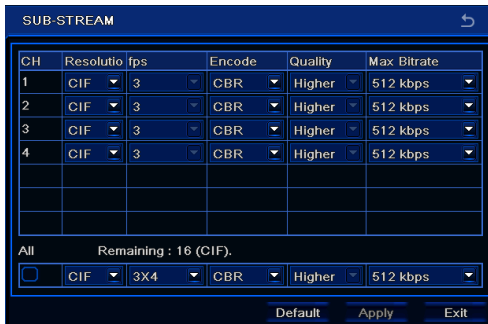 SUB-STREAM
CH Resolutio fps Encode Quality Max Bitrate
1 CIF 3 CBR Higher 512 kbps
2 CIF 3 CBR Higher 512 kbps
3 CIF 3 CBR Higher 512 kbps
4 CIF 3 CBR Higher 512 kbps
All Remaining : 16 (CIF).
CIF 3X4 CBR Higher 512 kbps
Default Apply Exit